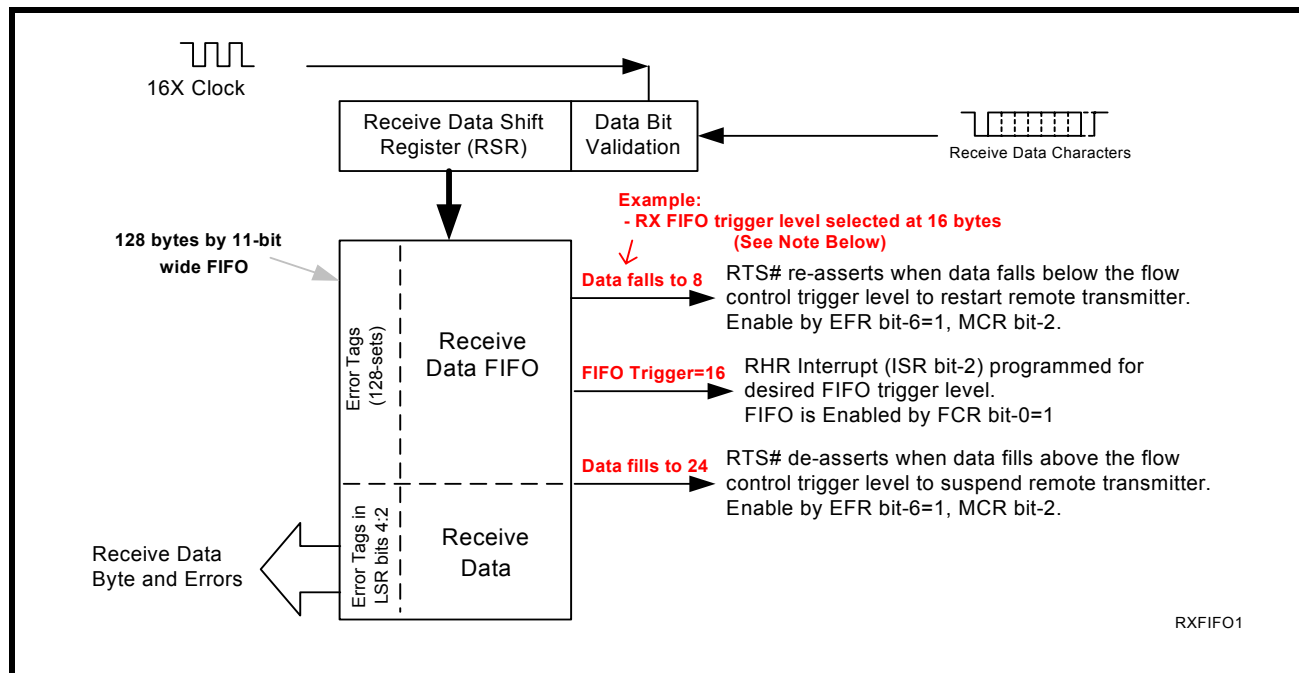 16X Clock
Receive Data Shift
Register (RSR)
Data Bit
Validation
Receive Data Characters
Example:
- RX FIFO trigger level selected at 16 bytes
(See Note Below)
128 bytes by 11-bit
wide FIFO
Data falls to 8
RTS# re-asserts when data falls below the flow
control trigger level to restart remote transmitter.
Enable by EFR bit-6=1, MCR bit-2.
Error Tags
(128-sets)
Receive
Data FIFO
FIFO Trigger=16
RHR Interrupt (ISR bit-2) programmed for
desired FIFO trigger level.
FIFO is Enabled by FCR bit-0=1
Data fills to 24
RTS# de-asserts when data fills above the flow
control trigger level to suspend remote transmitter.
Enable by EFR bit-6=1, MCR bit-2.
Error Tags in
LSR bits 4:2
Receive
Data
Receive Data
Byte and Errors
RXFIFO1